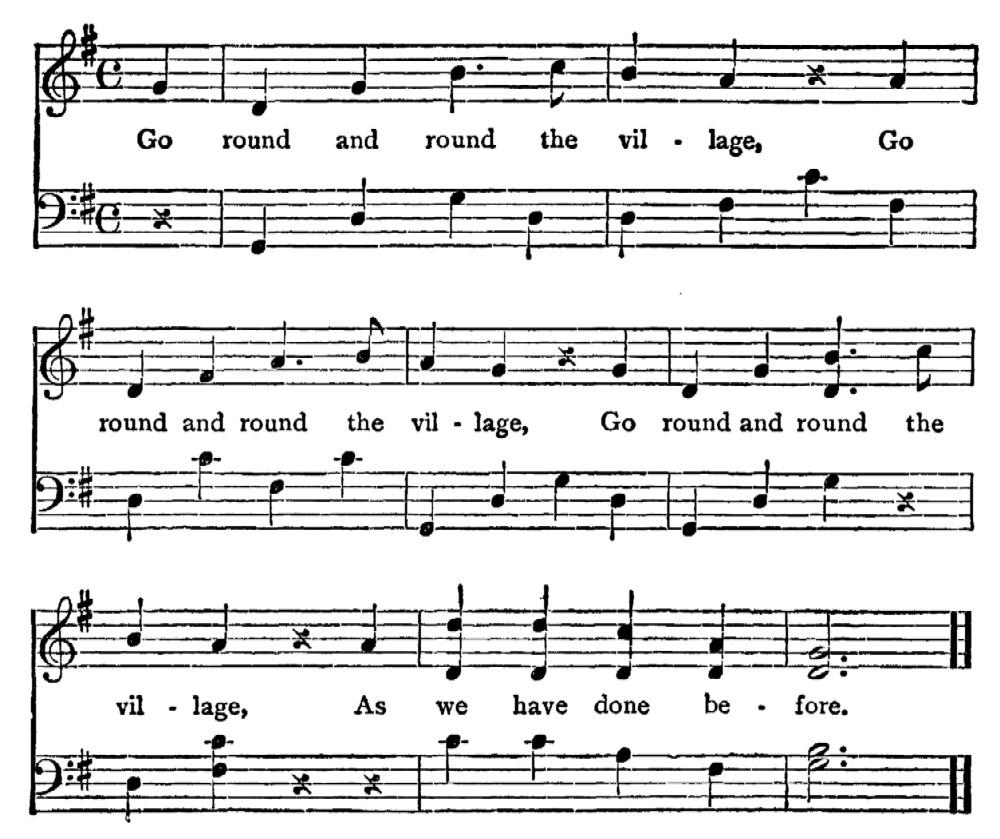 Go round and round the vil - lage, Go
round and round the vil - lage, Go round and round the
vil - lage, As we have done be - fore.